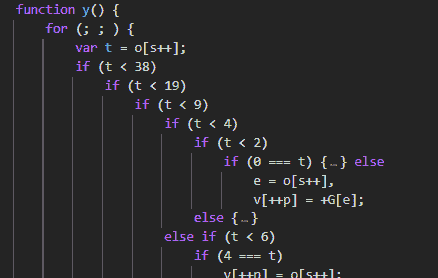 function y() {
for (; ; ) {
var t = o[s++];
if (t < 38)
if (t < 19)
if (t < 9)
if (t < 4)
if (t < 2)
if (0 === t) {…} else
e = o[s++],
v[++p] = +G[e];
else {…}
else if (t < 6)
if (4 === t)
v[++p] = o[s++];